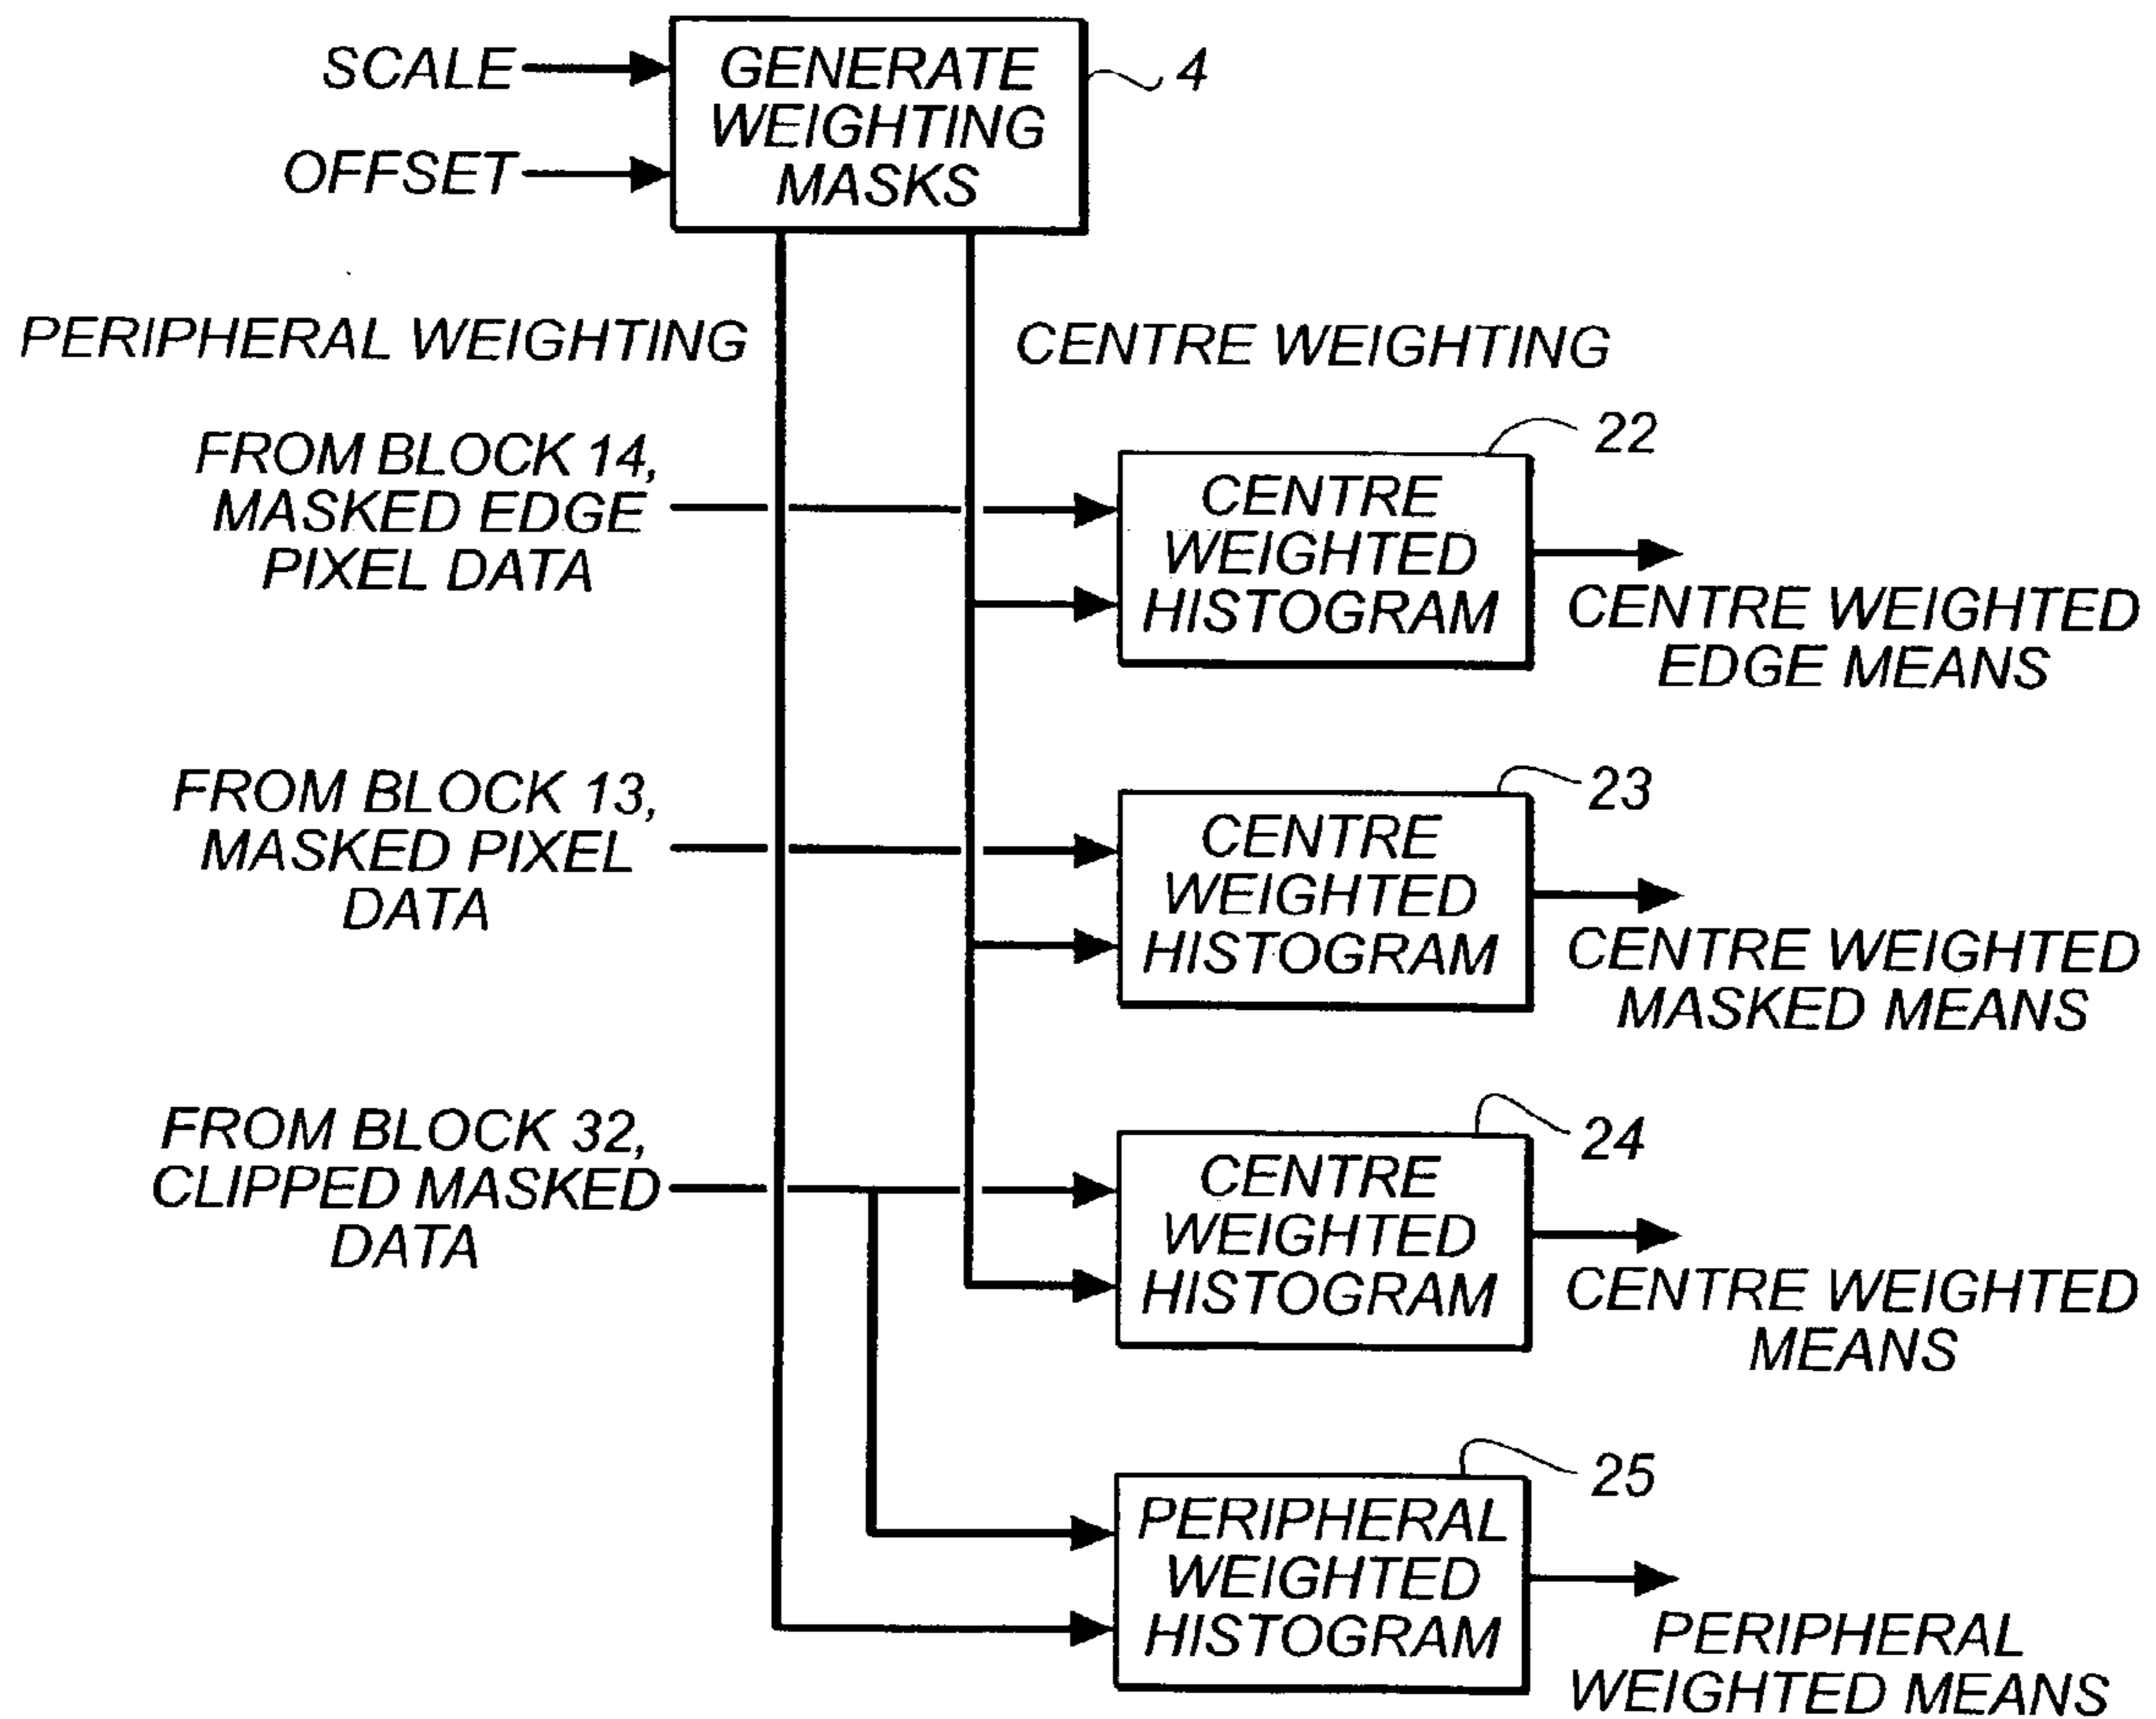 SCALE
OFFSET
GENERATE
WEIGHTING
MASKS
4
PERIPHERAL WEIGHTING
CENTRE WEIGHTING
FROM BLOCK 14,
MASKED EDGE
PIXEL DATA
22
CENTRE
WEIGHTED
HISTOGRAM
CENTRE WEIGHTED
EDGE MEANS
FROM BLOCK 13,
MASKED PIXEL
DATA
23
CENTRE
WEIGHTED
HISTOGRAM
CENTRE WEIGHTED
MASKED MEANS
FROM BLOCK 32,
CLIPPED MASKED
DATA
24
CENTRE
WEIGHTED
HISTOGRAM
CENTRE WEIGHTED
MEANS
25
PERIPHERAL
WEIGHTED
HISTOGRAM
PERIPHERAL
WEIGHTED MEANS